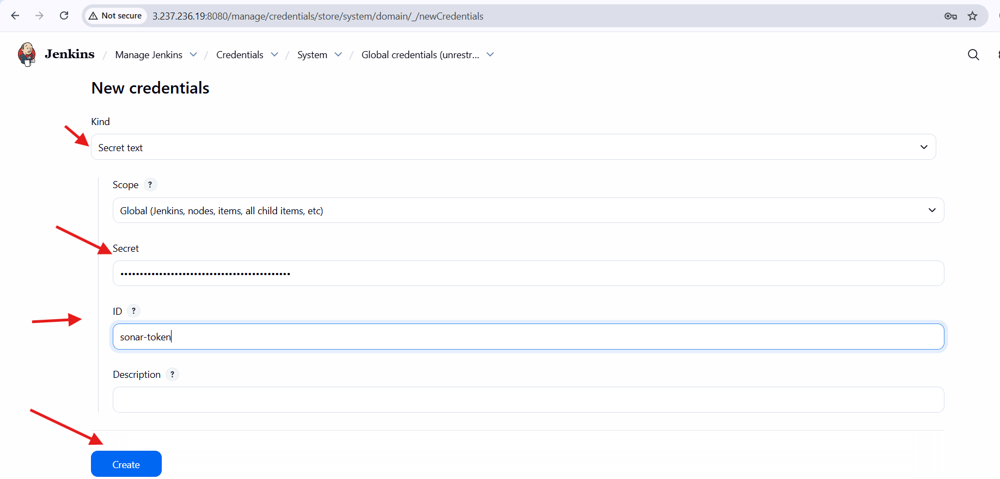 Not secure 3.237.236.19:8080/manage/credentials/store/system/domain/_/newCredentials
Jenkins / Manage Jenkins / Credentials / System / Global credentials (unrestr...
New credentials
Kind
Secret text
Scope ?
Global (Jenkins, nodes, items, all child items, etc)
Secret
••••••••••••••••••••••••••••••••••••••••••••
ID ?
sonar-token
Description ?
Create